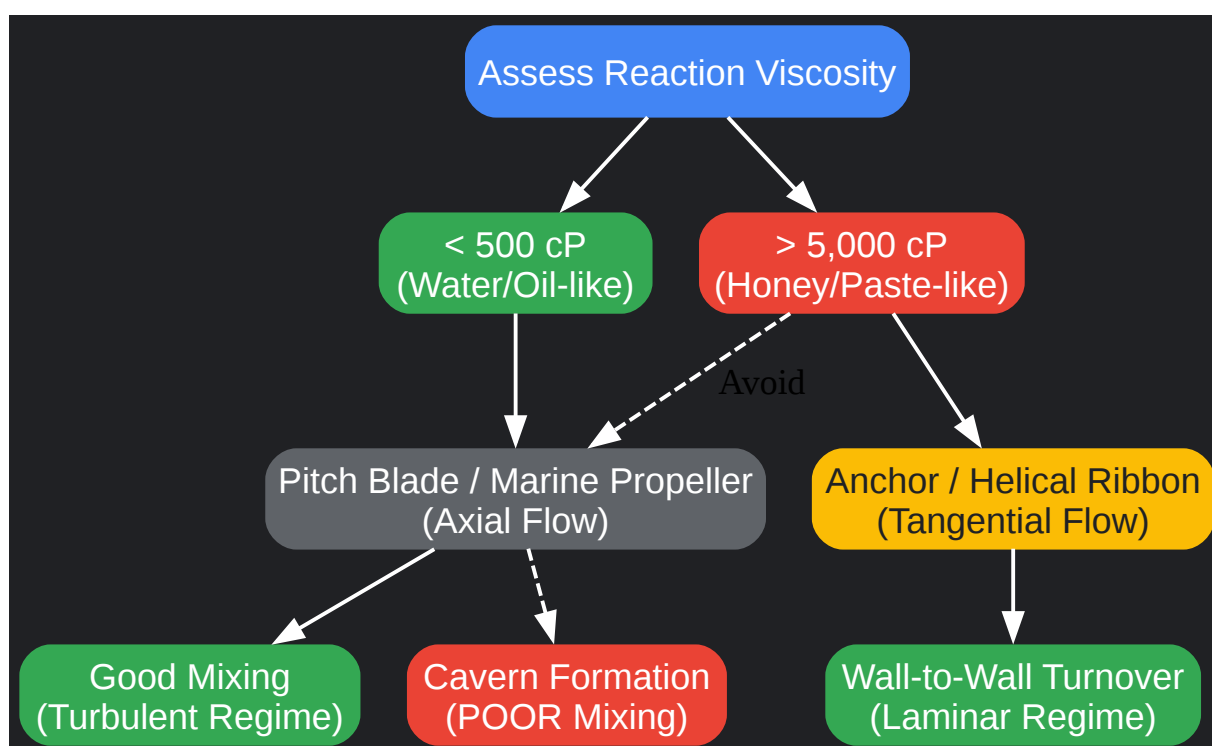 Assess Reaction Viscosity
< 500 cP
(Water/Oil-like)
> 5,000 cP
(Honey/Paste-like)
Avoid
Pitch Blade / Marine Propeller
(Axial Flow)
Anchor / Helical Ribbon
(Tangential Flow)
Good Mixing
(Turbulent Regime)
Cavern Formation
(POOR Mixing)
Wall-to-Wall Turnover
(Laminar Regime)